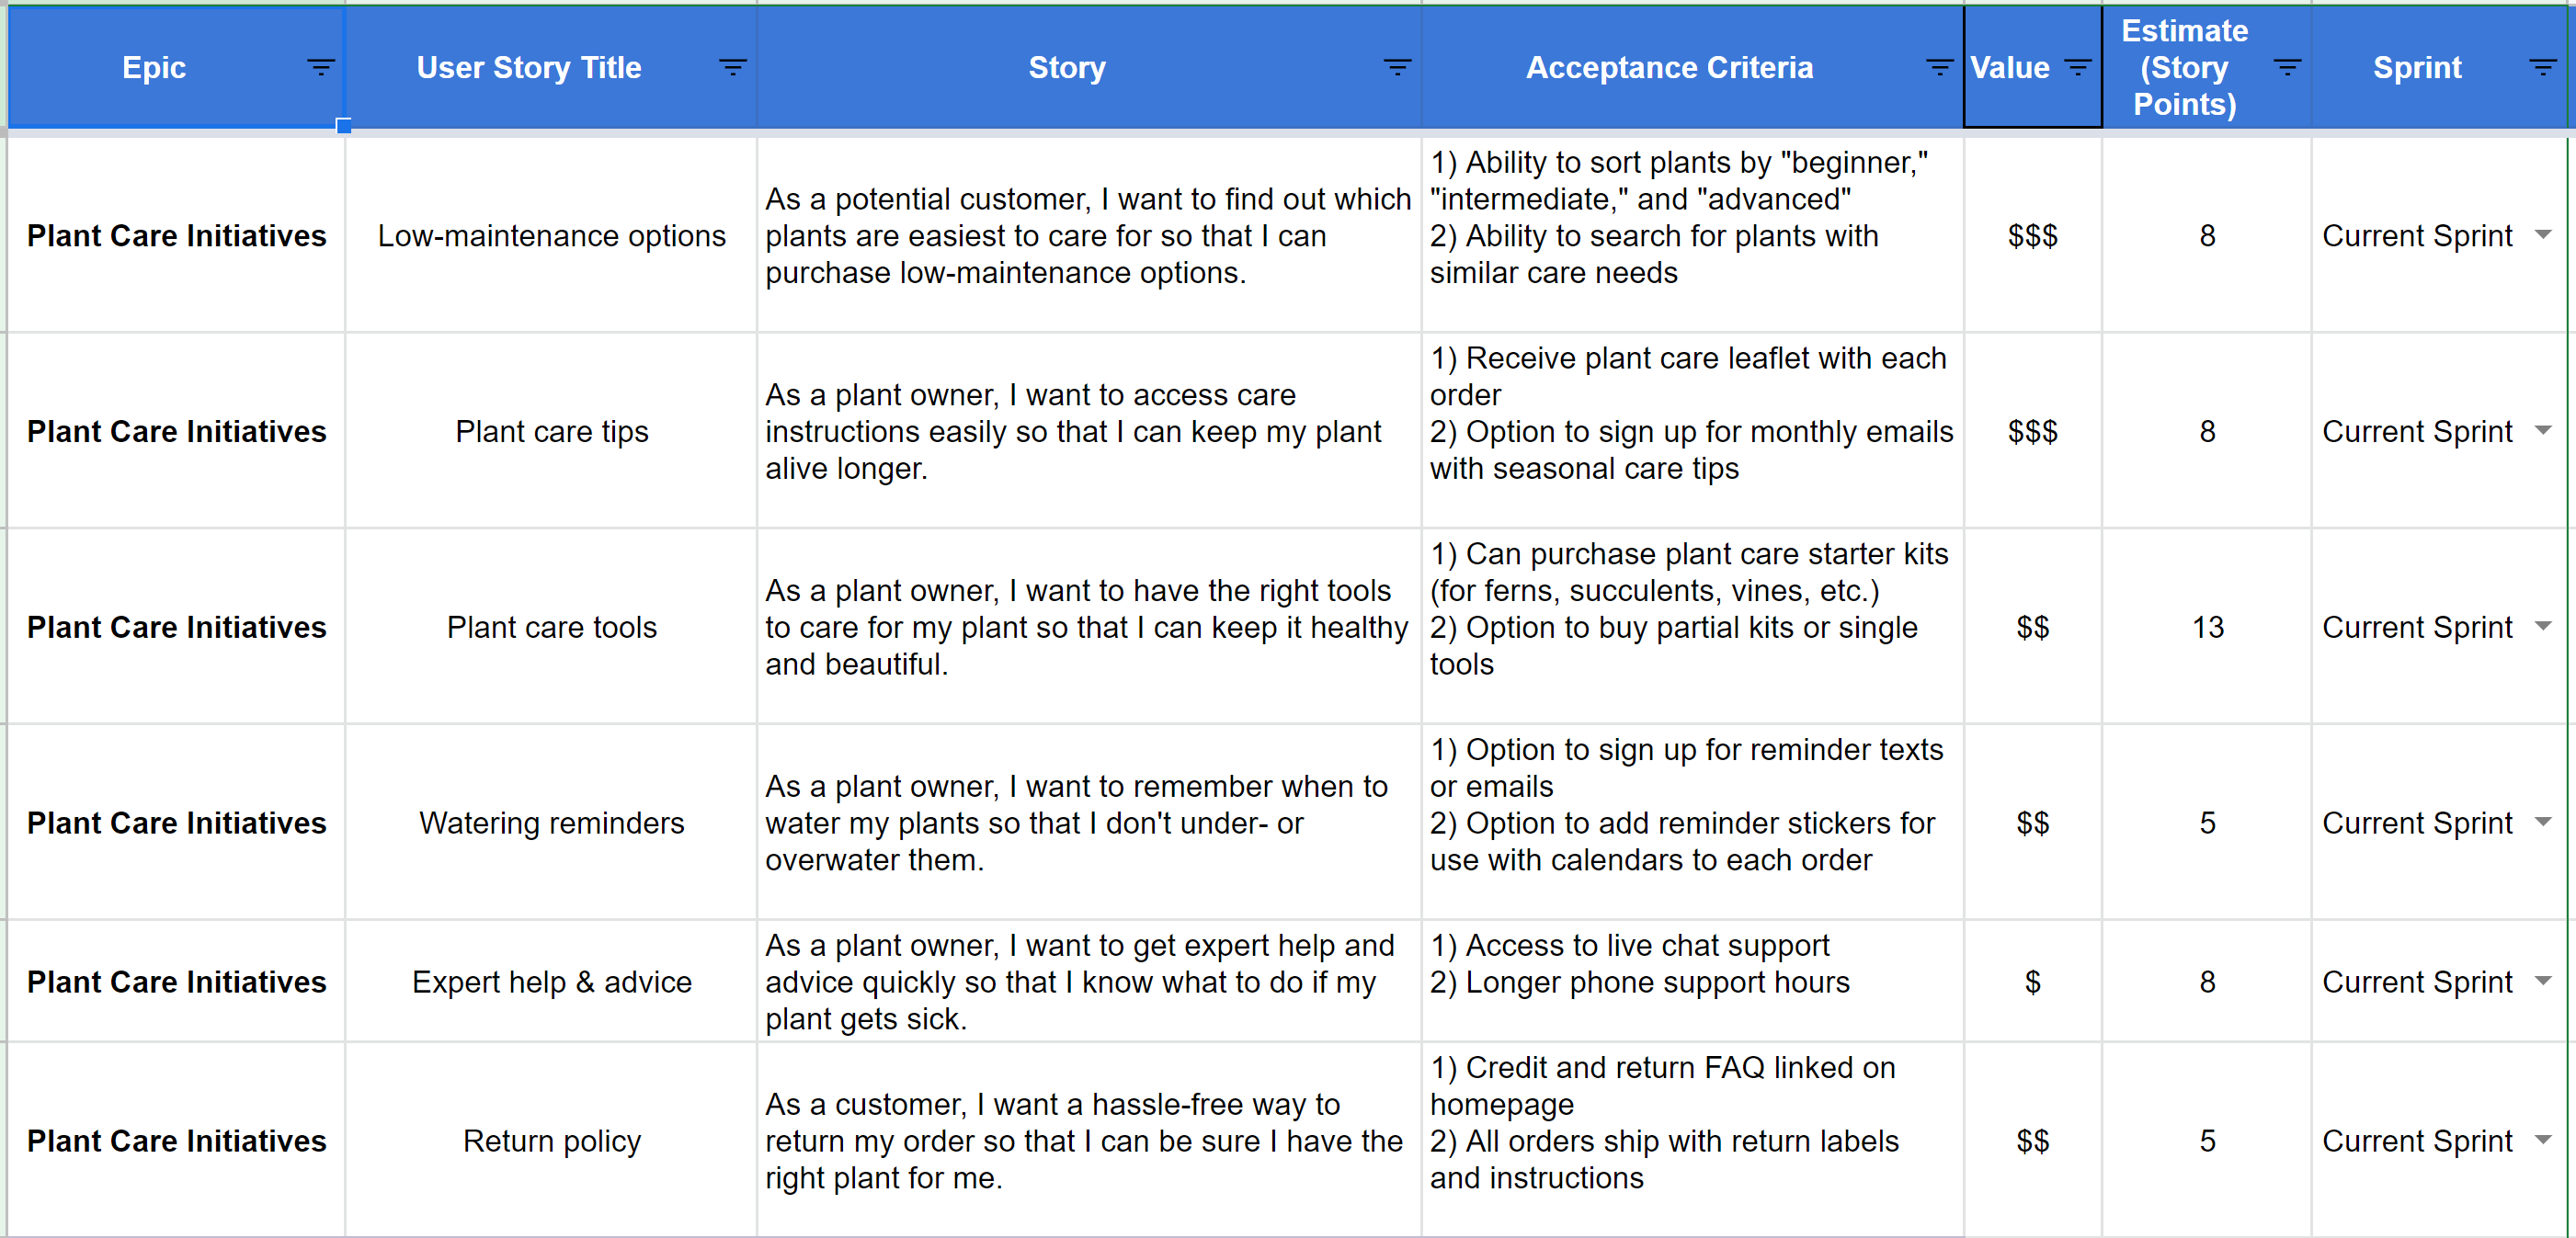 Epic
User Story Title
Story
Acceptance Criteria
Value
Estimate
(Story
Points)
Sprint
Plant Care Initiatives
Low-maintenance options
As a potential customer, I want to find out which
plants are easiest to care for so that I can
purchase low-maintenance options.
1) Ability to sort plants by "beginner,"
"intermediate," and "advanced"
2) Ability to search for plants with
similar care needs
$$$
8
Current Sprint
Plant Care Initiatives
Plant care tips
As a plant owner, I want to access care
instructions easily so that I can keep my plant
alive longer.
1) Receive plant care leaflet with each
order
2) Option to sign up for monthly emails
with seasonal care tips
$$$
8
Current Sprint
Plant Care Initiatives
Plant care tools
As a plant owner, I want to have the right tools
to care for my plant so that I can keep it healthy
and beautiful.
1) Can purchase plant care starter kits
(for ferns, succulents, vines, etc.)
2) Option to buy partial kits or single
tools
$$
13
Current Sprint
Plant Care Initiatives
Watering reminders
As a plant owner, I want to remember when to
water my plants so that I don't under- or
overwater them.
1) Option to sign up for reminder texts
or emails
2) Option to add reminder stickers for
use with calendars to each order
$$
5
Current Sprint
Plant Care Initiatives
Expert help & advice
As a plant owner, I want to get expert help and
advice quickly so that I know what to do if my
plant gets sick.
1) Access to live chat support
2) Longer phone support hours
$
8
Current Sprint
Plant Care Initiatives
Return policy
As a customer, I want a hassle-free way to
return my order so that I can be sure I have the
right plant for me.
1) Credit and return FAQ linked on
homepage
2) All orders ship with return labels
and instructions
$$
5
Current Sprint